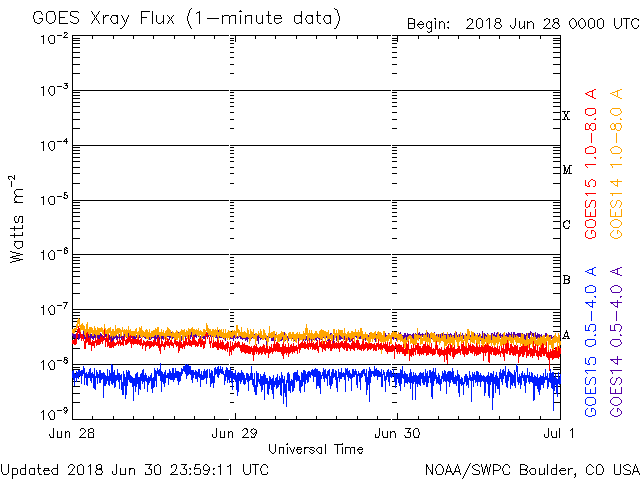 GOES Xray Flux (1-minute data)
Begin: 2018 Jun 28 0000 UTC
10⁻²
10⁻³
10⁻⁴
10⁻⁵
10⁻⁶
10⁻⁷
10⁻⁸
10⁻⁹
Watts m⁻²
X
M
C
B
A
GOES15 1.0-8.0 A
GOES14 1.0-8.0 A
GOES15 0.5-4.0 A
GOES14 0.5-4.0 A
Jun 28 Jun 29 Jun 30 Jul 1
Universal Time
Updated 2018 Jun 30 23:59:11 UTC
NOAA/SWPC Boulder, CO USA